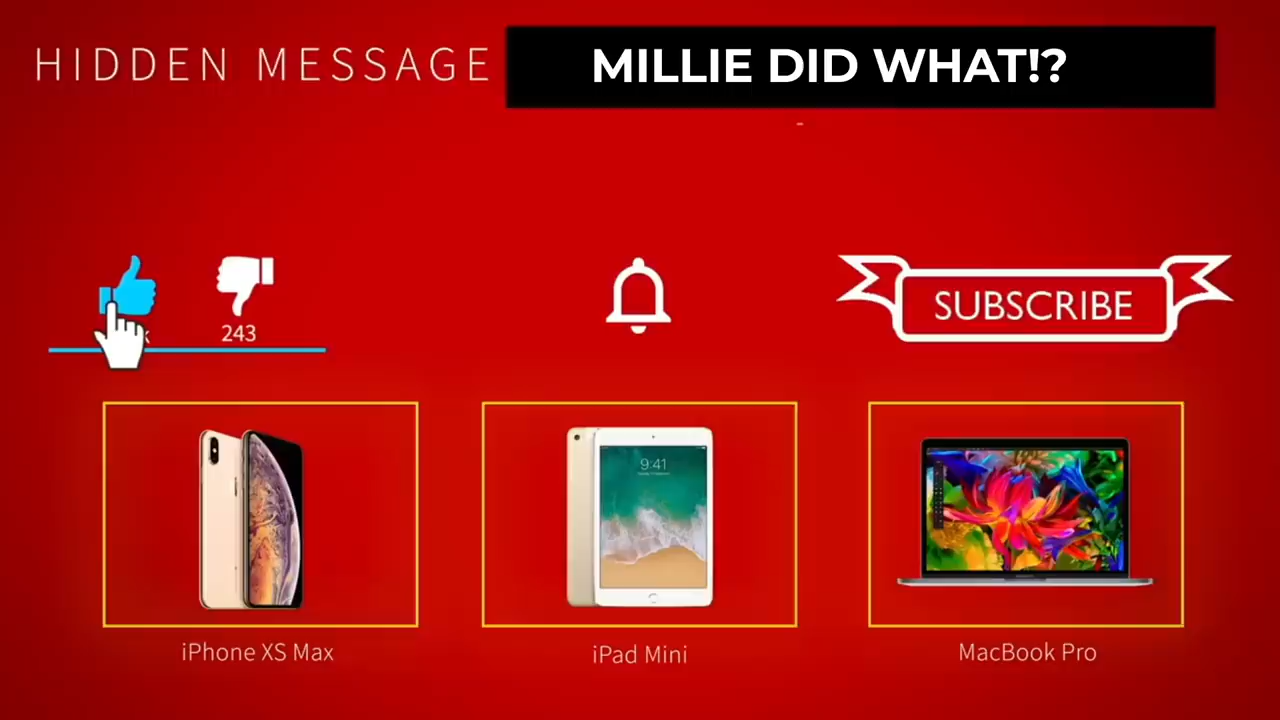 HIDDEN MESSAGE
MILLIE DID WHAT!?
243
SUBSCRIBE
9:41
iPhone XS Max
iPad Mini
MacBook Pro